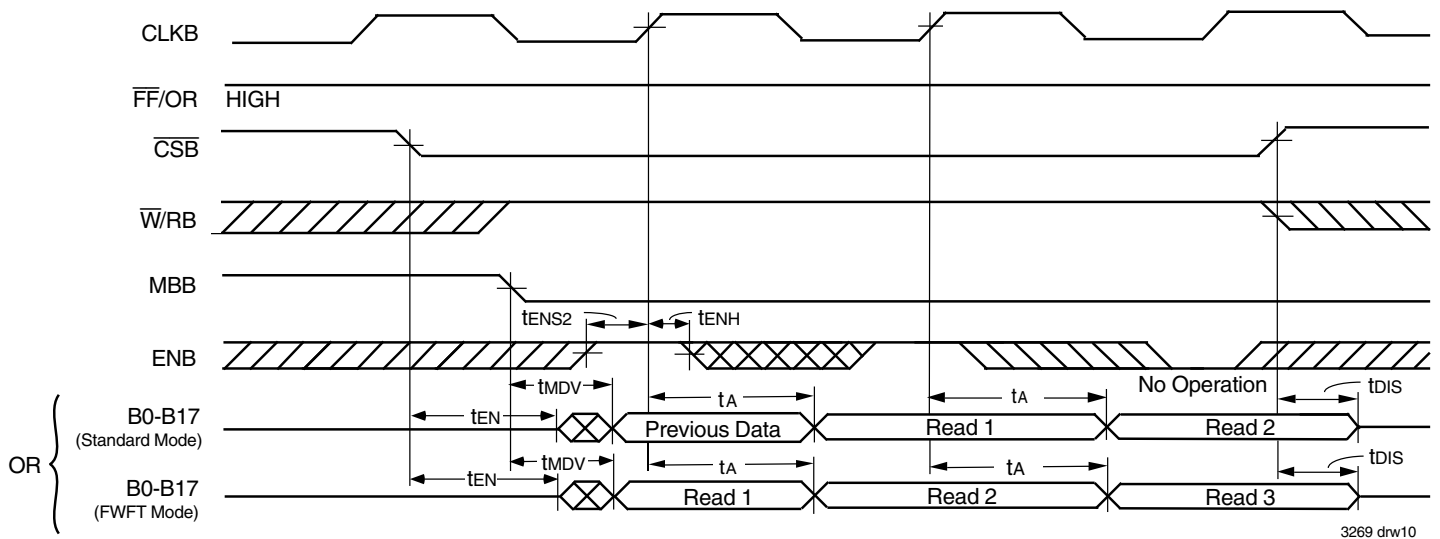 CLKB
FF/OR HIGH
CSB
W/RB
MBB
tENS2 tENH
ENB
No Operation
tMDV tA tA tDIS
tEN
B0-B17
(Standard Mode)
Previous Data Read 1 Read 2
OR
tMDV tA tA tDIS
tEN
B0-B17
(FWFT Mode)
Read 1 Read 2 Read 3
3269 drw10